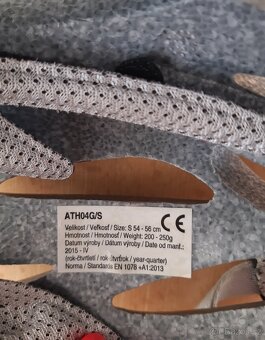 ATH04G/S
CE
Velikost / Veľkosť / Size: S 54 - 56 cm
Hmotnost / Hmotnosť / Weight: 200 - 250g
Datum výroby / Dátum výroby / Date od manf.:
2015 - IV
(rok-čtvrtletí / rok-štvrťrok / year-quarter)
Norma / Standards EN 1078 +A1:2013